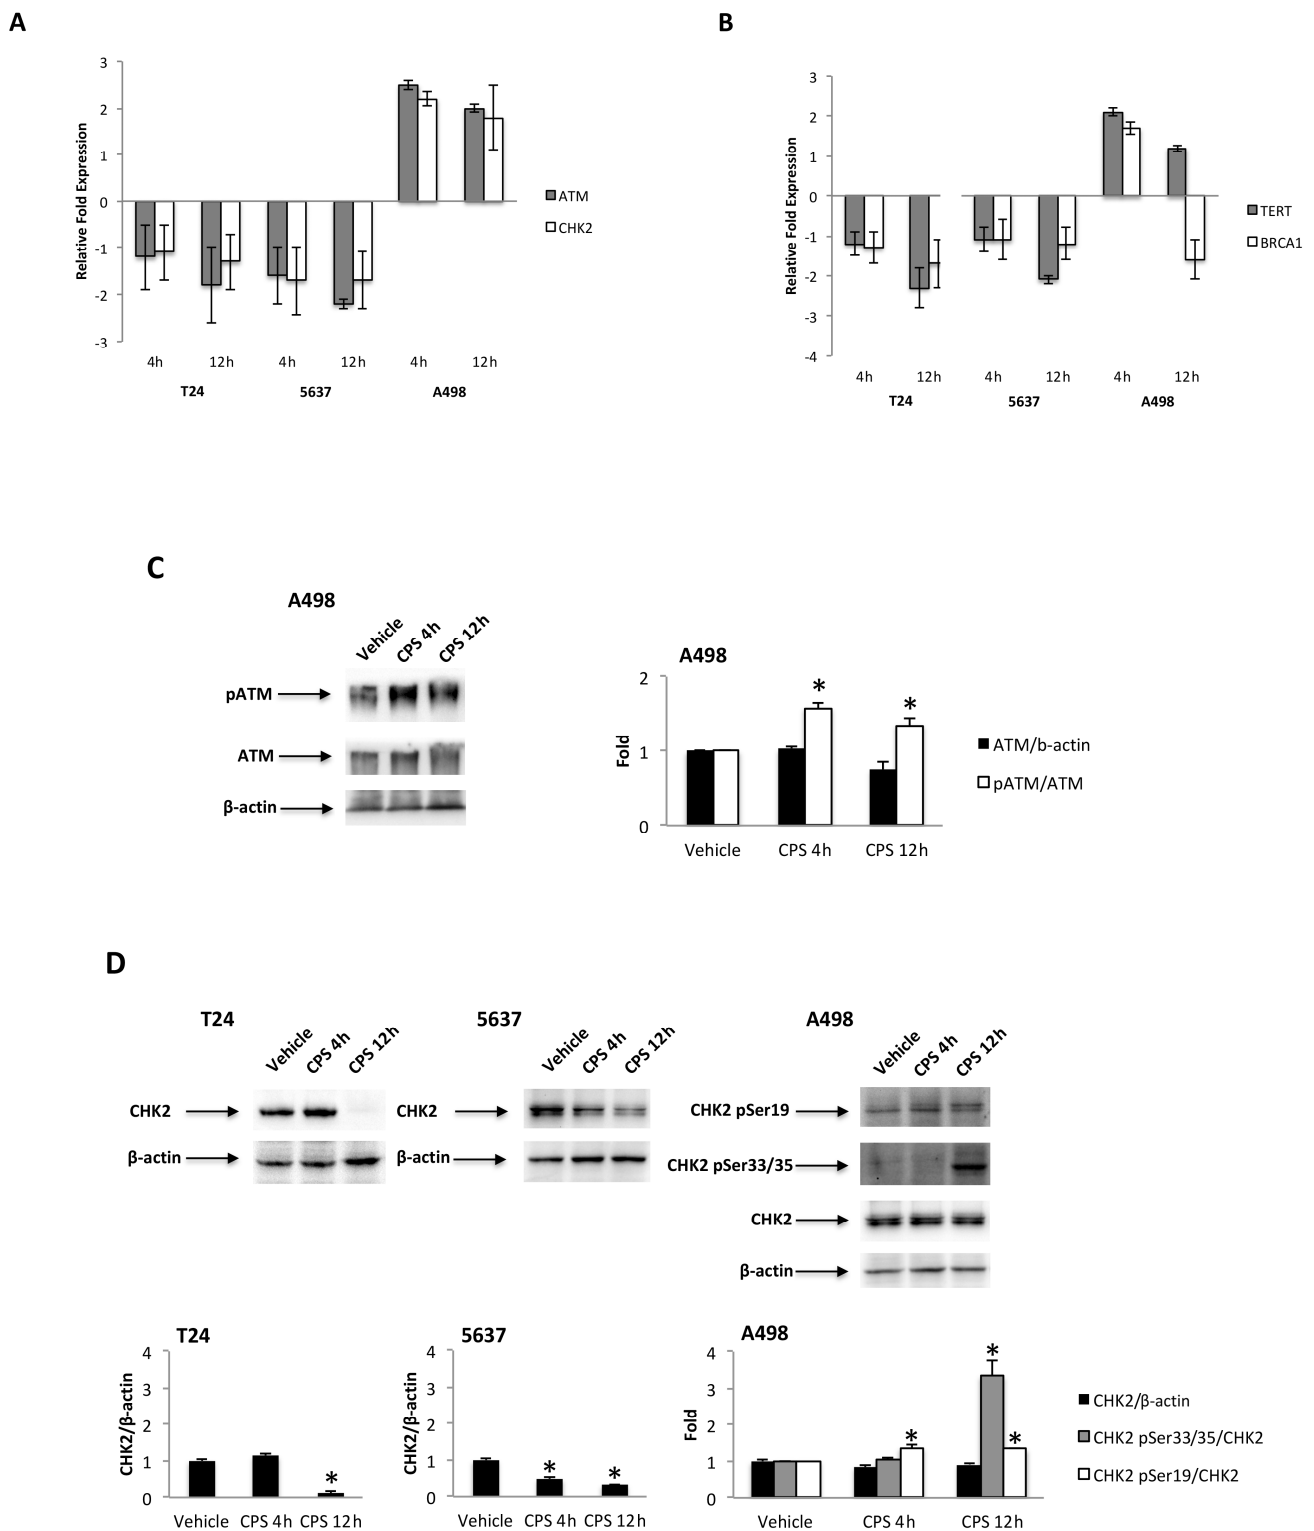 A
3
2
1
0
-1
-2
-3
Relative Fold Expression
4h 12h 4h 12h 4h 12h
T24 5637 A498
ATM
CHK2
B
3
2
1
0
-1
-2
-3
-4
Relative Fold Expression
4h 12h 4h 12h 4h 12h
T24 5637 A498
TERT
BRCA1
C
A498
Vehicle CPS 4h CPS 12h
pATM
ATM
β-actin
A498
2
1
0
Fold
Vehicle CPS 4h CPS 12h
* *
ATM/b-actin
pATM/ATM
D
T24
Vehicle CPS 4h CPS 12h
CHK2
β-actin
5637
Vehicle CPS 4h CPS 12h
CHK2
β-actin
A498
Vehicle CPS 4h CPS 12h
CHK2 pSer19
CHK2 pSer33/35
CHK2
β-actin
T24
4
3
2
1
0
CHK2/β-actin
*
Vehicle CPS 4h CPS 12h
5637
4
3
2
1
0
CHK2/β-actin
* *
Vehicle CPS 4h CPS 12h
A498
4
3
2
1
0
Fold
* * *
Vehicle CPS 4h CPS 12h
CHK2/β-actin
CHK2 pSer33/35/CHK2
CHK2 pSer19/CHK2